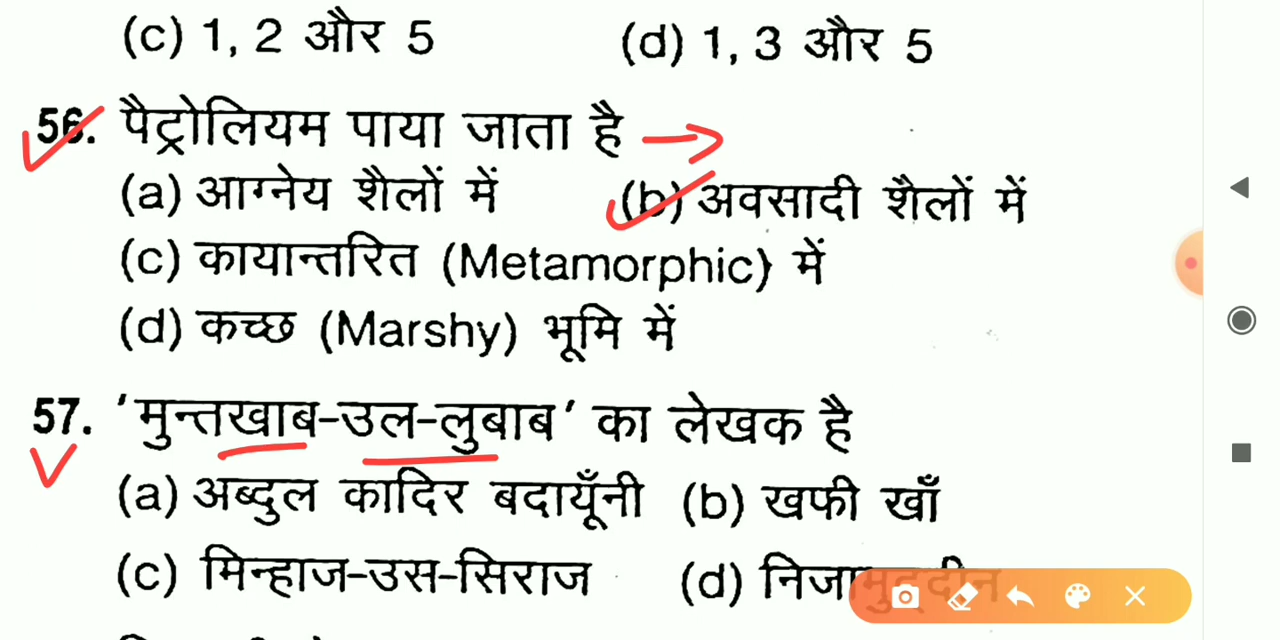 (c) 1, 2 और 5 (d) 1, 3 और 5
56. पैट्रोलियम पाया जाता है
(a) आग्नेय शैलों में (b) अवसादी शैलों में
(c) कायान्तरित (Metamorphic) में
(d) कच्छ (Marshy) भूमि में
57. 'मुन्तखाब-उल-लुबाब' का लेखक है
(a) अब्दुल कादिर बदायूँनी (b) खफी खाँ
(c) मिन्हाज-उस-सिराज (d) निजामुद्दीन